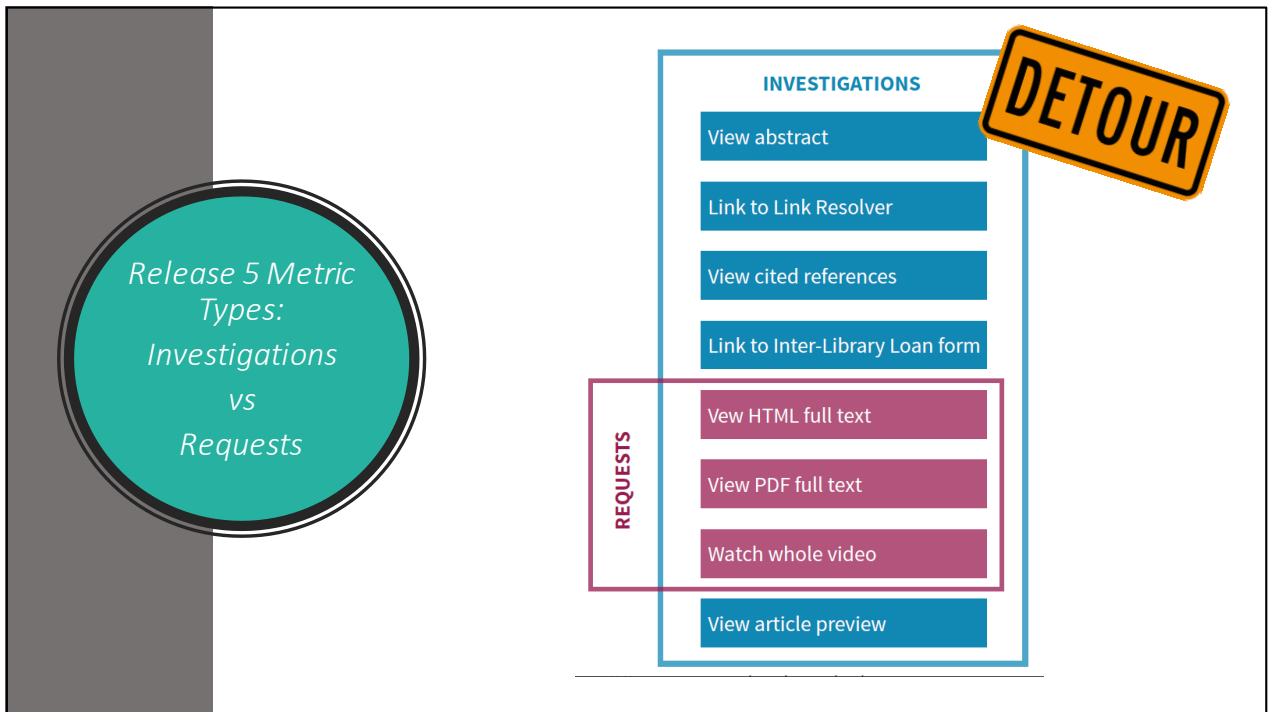 Release 5 Metric
Types:
Investigations
vs
Requests
INVESTIGATIONS
DETOUR
View abstract
Link to Link Resolver
View cited references
Link to Inter-Library Loan form
REQUESTS
Vew HTML full text
View PDF full text
Watch whole video
View article preview